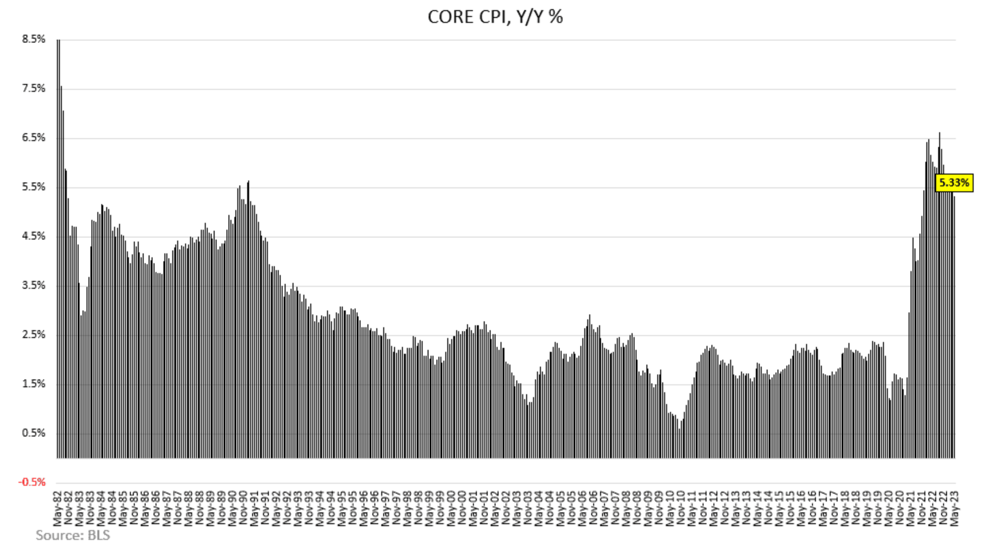 CORE CPI, Y/Y %
8.5%
7.5%
6.5%
5.5%
4.5%
3.5%
2.5%
1.5%
0.5%
-0.5%
5.33%
May-82
Nov-82
May-83
Nov-83
May-84
Nov-84
May-85
Nov-85
May-86
Nov-86
May-87
Nov-87
May-88
Nov-88
May-89
Nov-89
May-90
Nov-90
May-91
Nov-91
May-92
Nov-92
May-93
Nov-93
May-94
Nov-94
May-95
Nov-95
May-96
Nov-96
May-97
Nov-97
May-98
Nov-98
May-99
Nov-99
May-00
Nov-00
May-01
Nov-01
May-02
Nov-02
May-03
Nov-03
May-04
Nov-04
May-05
Nov-05
May-06
Nov-06
May-07
Nov-07
May-08
Nov-08
May-09
Nov-09
May-10
Nov-10
May-11
Nov-11
May-12
Nov-12
May-13
Nov-13
May-14
Nov-14
May-15
Nov-15
May-16
Nov-16
May-17
Nov-17
May-18
Nov-18
May-19
Nov-19
May-20
Nov-20
May-21
Nov-21
May-22
Nov-22
May-23
Source: BLS